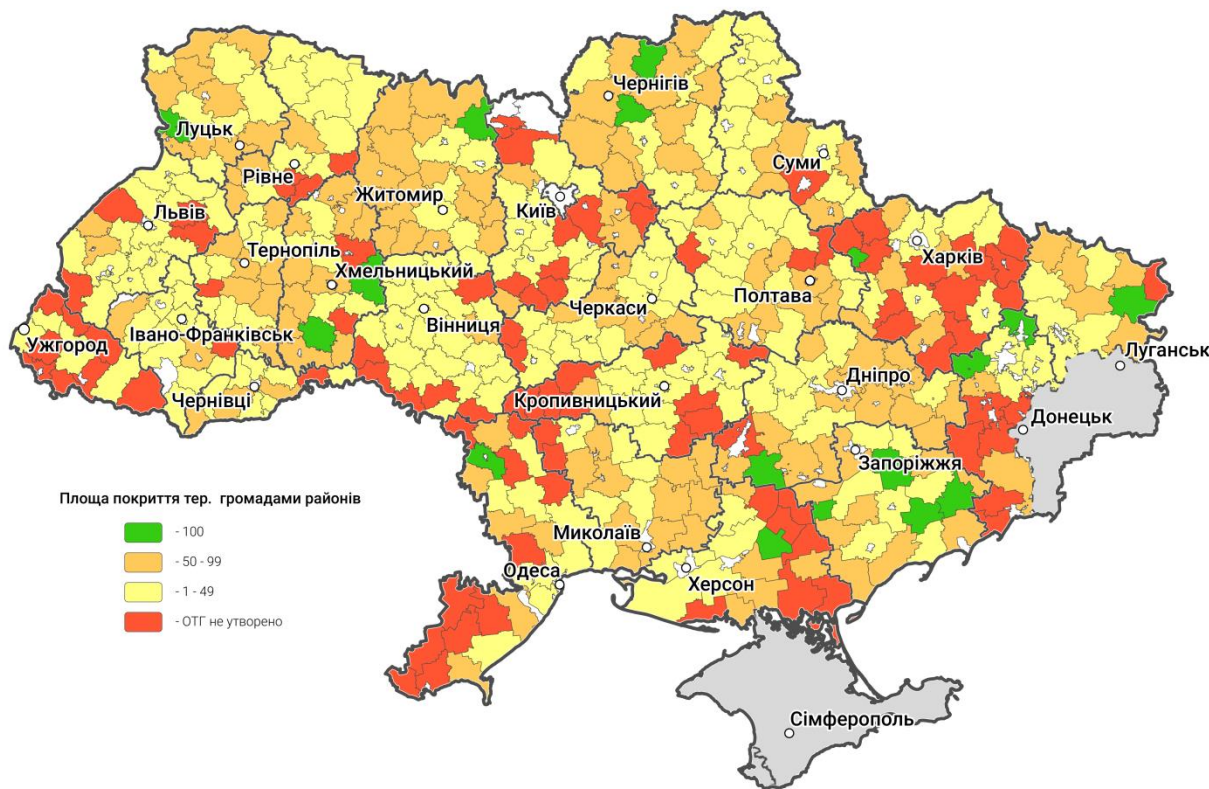 Чернігів
Луцьк
Суми
Рівне
Житомир
Київ
Львів
Харків
Тернопіль
Хмельницький
Полтава
Черкаси
Вінниця
Івано-Франківськ
Ужгород
Луганськ
Чернівці
Дніпро
Кропивницький
Донецьк
Запоріжжя
Площа покриття тер. громадами районів
- 100
- 50 - 99
- 1 - 49
- ОТГ не утворено
Миколаїв
Одеса
Херсон
Сімферополь